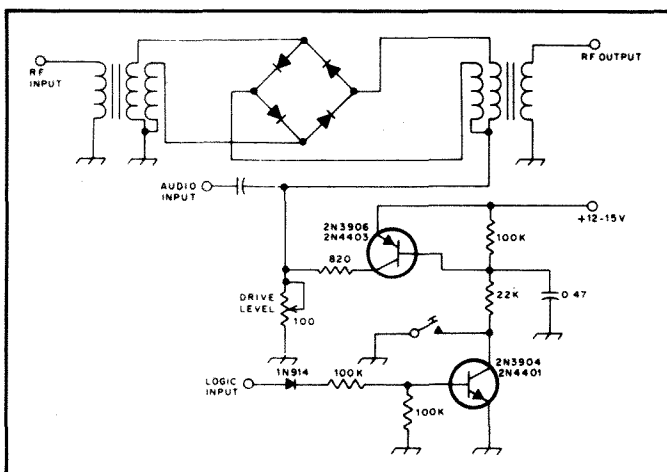 RF
INPUT
RF OUTPUT
AUDIO
INPUT
2N3906
2N4403
+12-15V
100K
820
22K
0.47
DRIVE
LEVEL
100
2N3904
2N4401
LOGIC
INPUT
1N914
100K
100K